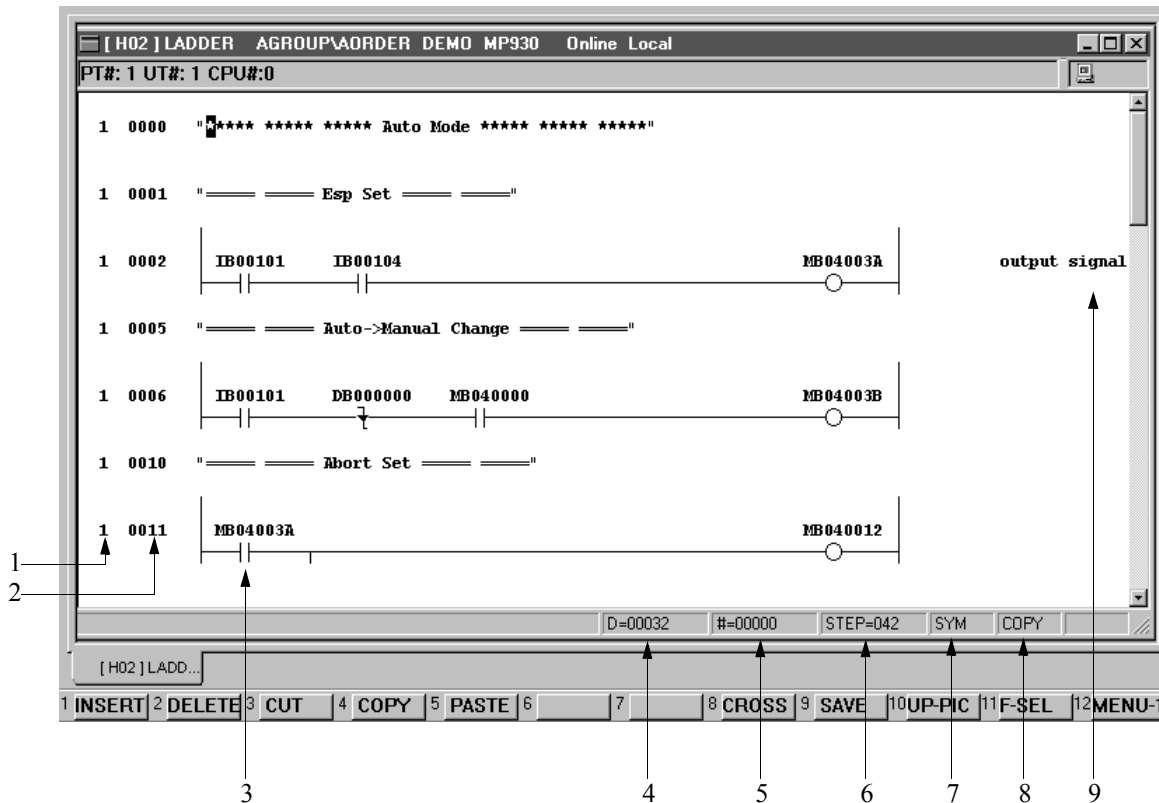 [ H02 ] LADDER AGROUP\AORDER DEMO MP930 Online Local
PT#: 1 UT#: 1 CPU#:0
1 0000 "***** ***** ***** Auto Mode ***** ***** *****"
1 0001 "═════ ═════ Esp Set ═════ ═════"
IB00101 IB00104 MB04003A
1 0002 output signal
1 0005 "═════ ═════ Auto->Manual Change ═════ ═════"
1 0006 IB00101 DB000000 MB040000 MB04003B
1 0010 "═════ ═════ Abort Set ═════ ═════"
1 0011 MB04003A MB040012
1
2
D=00032 #=00000 STEP=042 SYM COPY
[ H02 ] LADD...
1 INSERT 2 DELETE 3 CUT 4 COPY 5 PASTE 6 7 8 CROSS 9 SAVE 10 UP-PIC 11 F-SEL 12 MENU-1
3 4 5 6 7 8 9